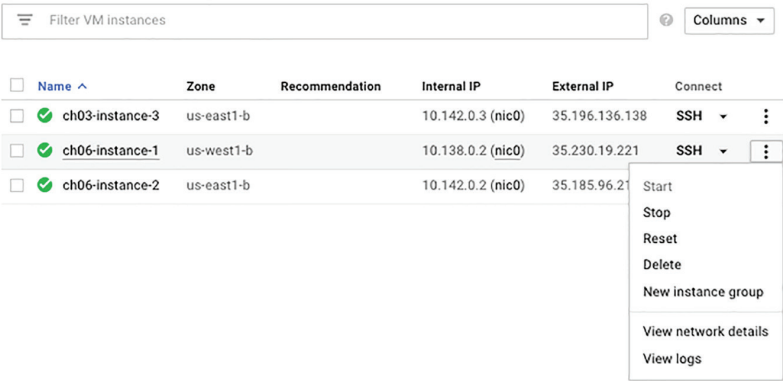 Filter VM instances
Columns
Name Zone Recommendation Internal IP External IP Connect
ch03-instance-3 us-east1-b 10.142.0.3 (nic0) 35.196.136.138 SSH
ch06-instance-1 us-west1-b 10.138.0.2 (nic0) 35.230.19.221 SSH
ch06-instance-2 us-east1-b 10.142.0.2 (nic0)
Start
Stop
Reset
Delete
New instance group
View network details
View logs